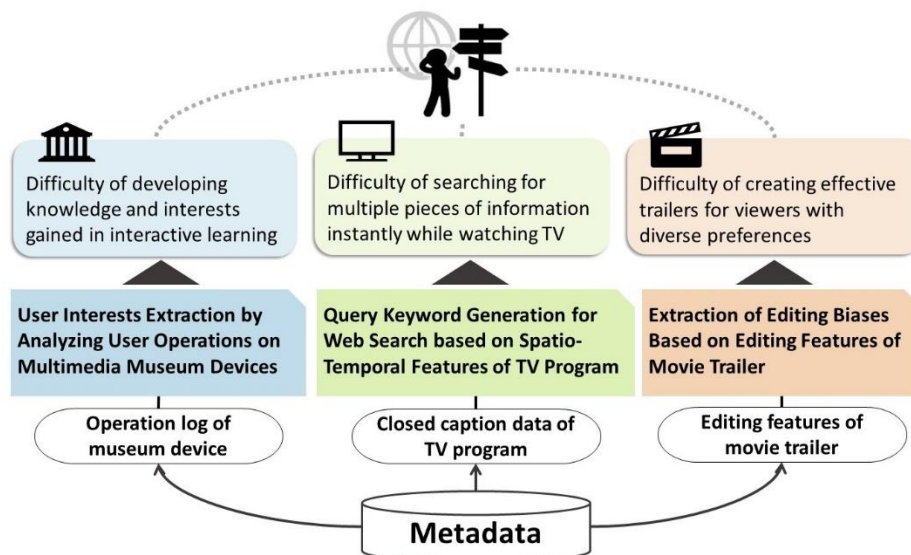 Difficulty of developing
knowledge and interests
gained in interactive learning
Difficulty of searching for
multiple pieces of information
instantly while watching TV
Difficulty of creating effective
trailers for viewers with
diverse preferences
User Interests Extraction by
Analyzing User Operations on
Multimedia Museum Devices
Query Keyword Generation for
Web Search based on Spatio-
Temporal Features of TV Program
Extraction of Editing Biases
Based on Editing Features of
Movie Trailer
Operation log of
museum device
Closed caption data of
TV program
Editing features of
movie trailer
Metadata